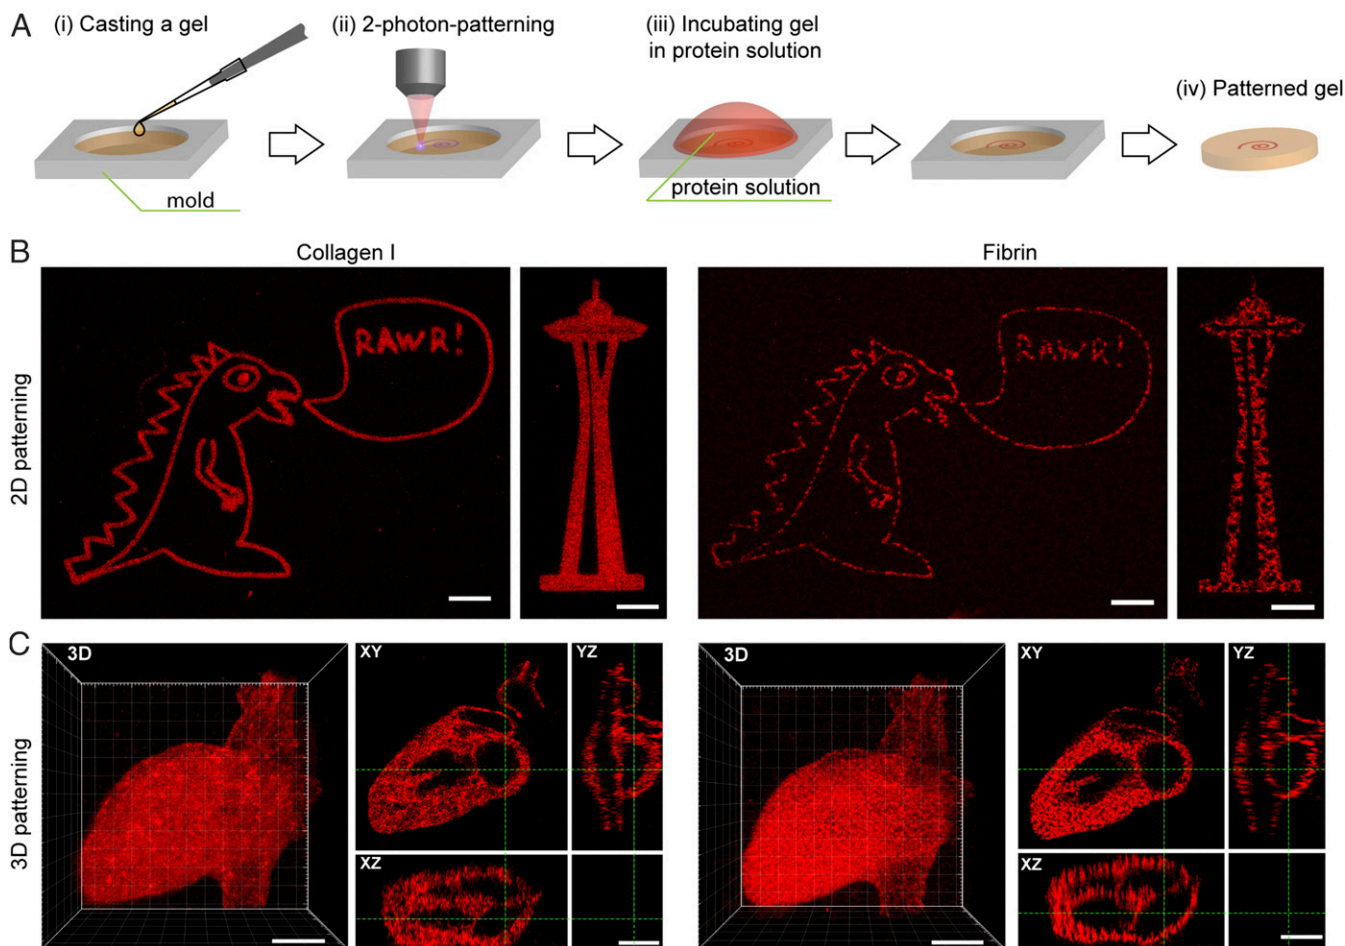 A
(i) Casting a gel
(ii) 2-photon-patterning
(iii) Incubating gel
in protein solution
(iv) Patterned gel
mold
protein solution
B
Collagen I
Fibrin
2D patterning
RAWR!
RAWR!
C
3D patterning
3D
XY
YZ
XZ
3D
XY
YZ
XZ